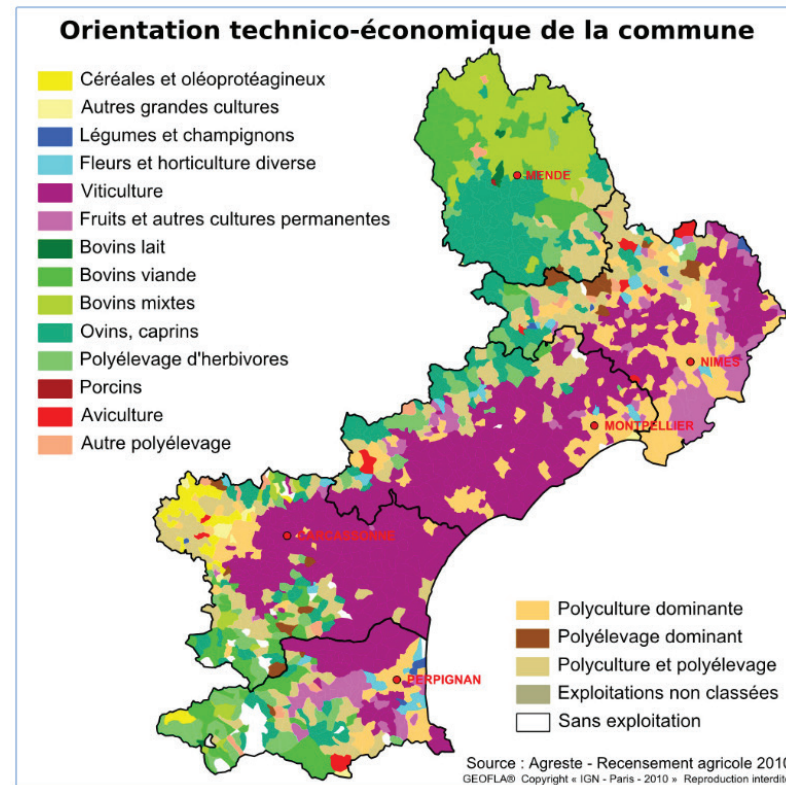 Orientation technico-économique de la commune
Céréales et oléoprotéagineux
Autres grandes cultures
Légumes et champignons
Fleurs et horticulture diverse
Viticulture
Fruits et autres cultures permanentes
Bovins lait
Bovins viande
Bovins mixtes
Ovins, caprins
Polyélevage d'herbivores
Porcins
Aviculture
Autre polyélevage
MENDE
NIMES
MONTPELLIER
CARCASSONNE
PERPIGNAN
Polyculture dominante
Polyélevage dominant
Polyculture et polyélevage
Exploitations non classées
Sans exploitation
Source : Agreste - Recensement agricole 2010
GEOFLA® Copyright « IGN - Paris - 2010 » Reproduction interdite